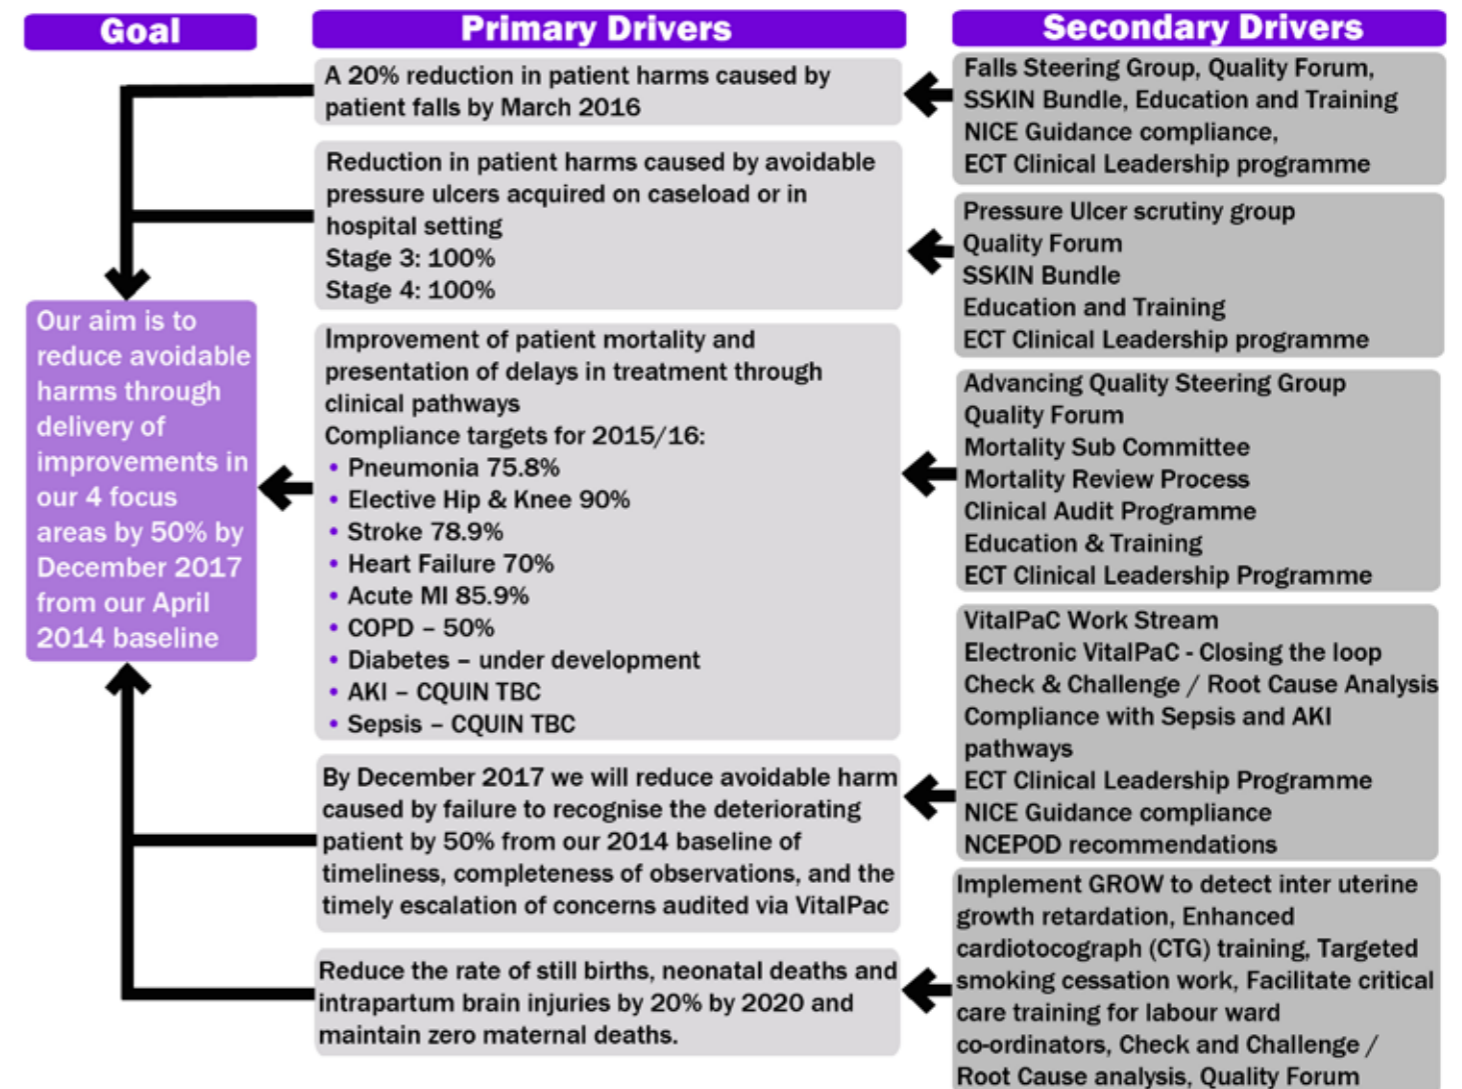 Goal
Primary Drivers
Secondary Drivers
Our aim is to
reduce avoidable
harms through
delivery of
improvements in
our 4 focus
areas by 50% by
December 2017
from our April
2014 baseline
A 20% reduction in patient harms caused by
patient falls by March 2016
Reduction in patient harms caused by avoidable
pressure ulcers acquired on caseload or in
hospital setting
Stage 3: 100%
Stage 4: 100%
Improvement of patient mortality and
presentation of delays in treatment through
clinical pathways
Compliance targets for 2015/16:
• Pneumonia 75.8%
• Elective Hip & Knee 90%
• Stroke 78.9%
• Heart Failure 70%
• Acute MI 85.9%
• COPD – 50%
• Diabetes – under development
• AKI – CQUIN TBC
• Sepsis – CQUIN TBC
By December 2017 we will reduce avoidable harm
caused by failure to recognise the deteriorating
patient by 50% from our 2014 baseline of
timeliness, completeness of observations, and the
timely escalation of concerns audited via VitalPac
Reduce the rate of still births, neonatal deaths and
intrapartum brain injuries by 20% by 2020 and
maintain zero maternal deaths.
Falls Steering Group, Quality Forum,
SSKIN Bundle, Education and Training
NICE Guidance compliance,
ECT Clinical Leadership programme
Pressure Ulcer scrutiny group
Quality Forum
SSKIN Bundle
Education and Training
ECT Clinical Leadership programme
Advancing Quality Steering Group
Quality Forum
Mortality Sub Committee
Mortality Review Process
Clinical Audit Programme
Education & Training
ECT Clinical Leadership Programme
VitalPaC Work Stream
Electronic VitalPaC - Closing the loop
Check & Challenge / Root Cause Analysis
Compliance with Sepsis and AKI
pathways
ECT Clinical Leadership Programme
NICE Guidance compliance
NCEPOD recommendations
Implement GROW to detect inter uterine
growth retardation, Enhanced
cardiotocograph (CTG) training, Targeted
smoking cessation work, Facilitate critical
care training for labour ward
co-ordinators, Check and Challenge /
Root Cause analysis, Quality Forum